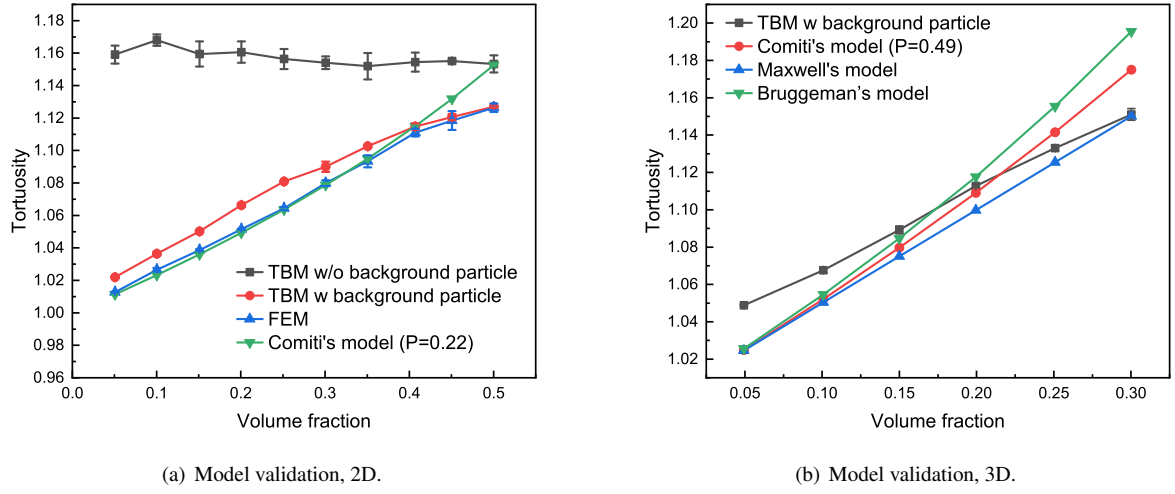 1.18
1.16
1.14
1.12
1.10
1.08
1.06
1.04
1.02
1.00
0.98
0.96
Tortuosity
TBM w/o background particle
TBM w background particle
FEM
Comiti's model (P=0.22)
0.0 0.1 0.2 0.3 0.4 0.5
Volume fraction
(a) Model validation, 2D.
1.20
1.18
1.16
1.14
1.12
1.10
1.08
1.06
1.04
1.02
Tortuosity
TBM w background particle
Comiti's model (P=0.49)
Maxwell's model
Bruggeman’s model
0.05 0.10 0.15 0.20 0.25 0.30
Volume fraction
(b) Model validation, 3D.